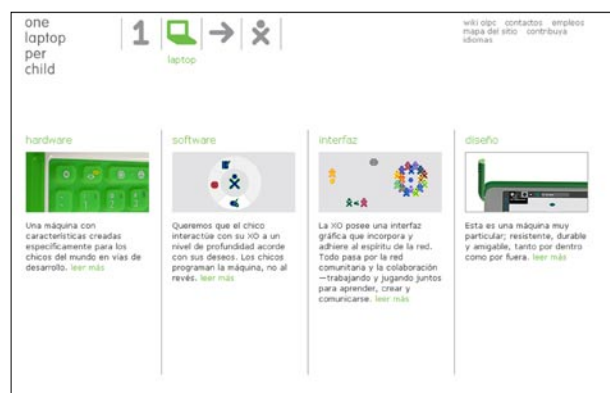 one
laptop
per
child
1
laptop
wiki olpc contactos empleos
mapa del sitio contribuya
idiomas
hardware
Una máquina con
características creadas
específicamente para los
chicos del mundo en vías de
desarrollo. leer más
software
Queremos que el chico
interactúe con su XO a un
nivel de profundidad acorde
con sus deseos. Los chicos
programan la máquina, no al
revés. leer más
interfaz
La XO posee una interfaz
gráfica que incorpora y
adhiere al espíritu de la red.
Todo pasa por la red
comunitaria y la colaboración
—trabajando y jugando juntos
para aprender, crear y
comunicarse. leer más
diseño
Esta es una máquina muy
particular; resistente, durable
y amigable, tanto por dentro
como por fuera. leer más